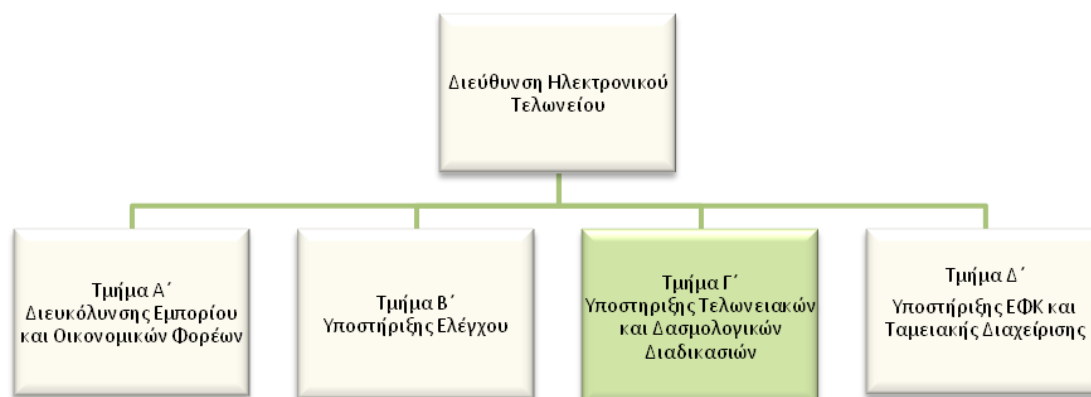 Διεύθυνση Ηλεκτρονικού
Τελωνείου
Τμήμα Α΄
Διευκόλυνσης Εμπορίου
και Οικονομικών Φορέων
Τμήμα Β΄
Υποστήριξης Ελέγχου
Τμήμα Γ΄
Υποστηριξης Τελωνειακών
και Δασμολογικών
Διαδικασιών
Τμήμα Δ΄
Υποστήριξης ΕΦΚ και
Ταμειακής Διαχείρισης